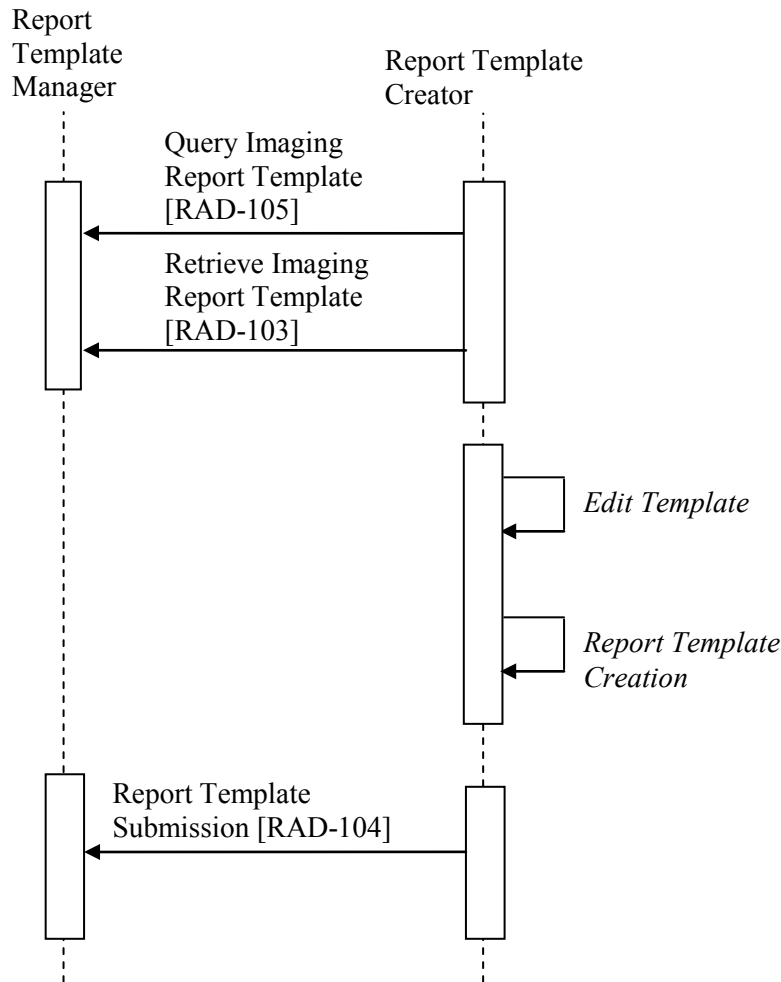 Report
Template
Manager
Report Template
Creator
Query Imaging
Report Template
[RAD-105]
Retrieve Imaging
Report Template
[RAD-103]
Edit Template
Report Template
Creation
Report Template
Submission [RAD-104]